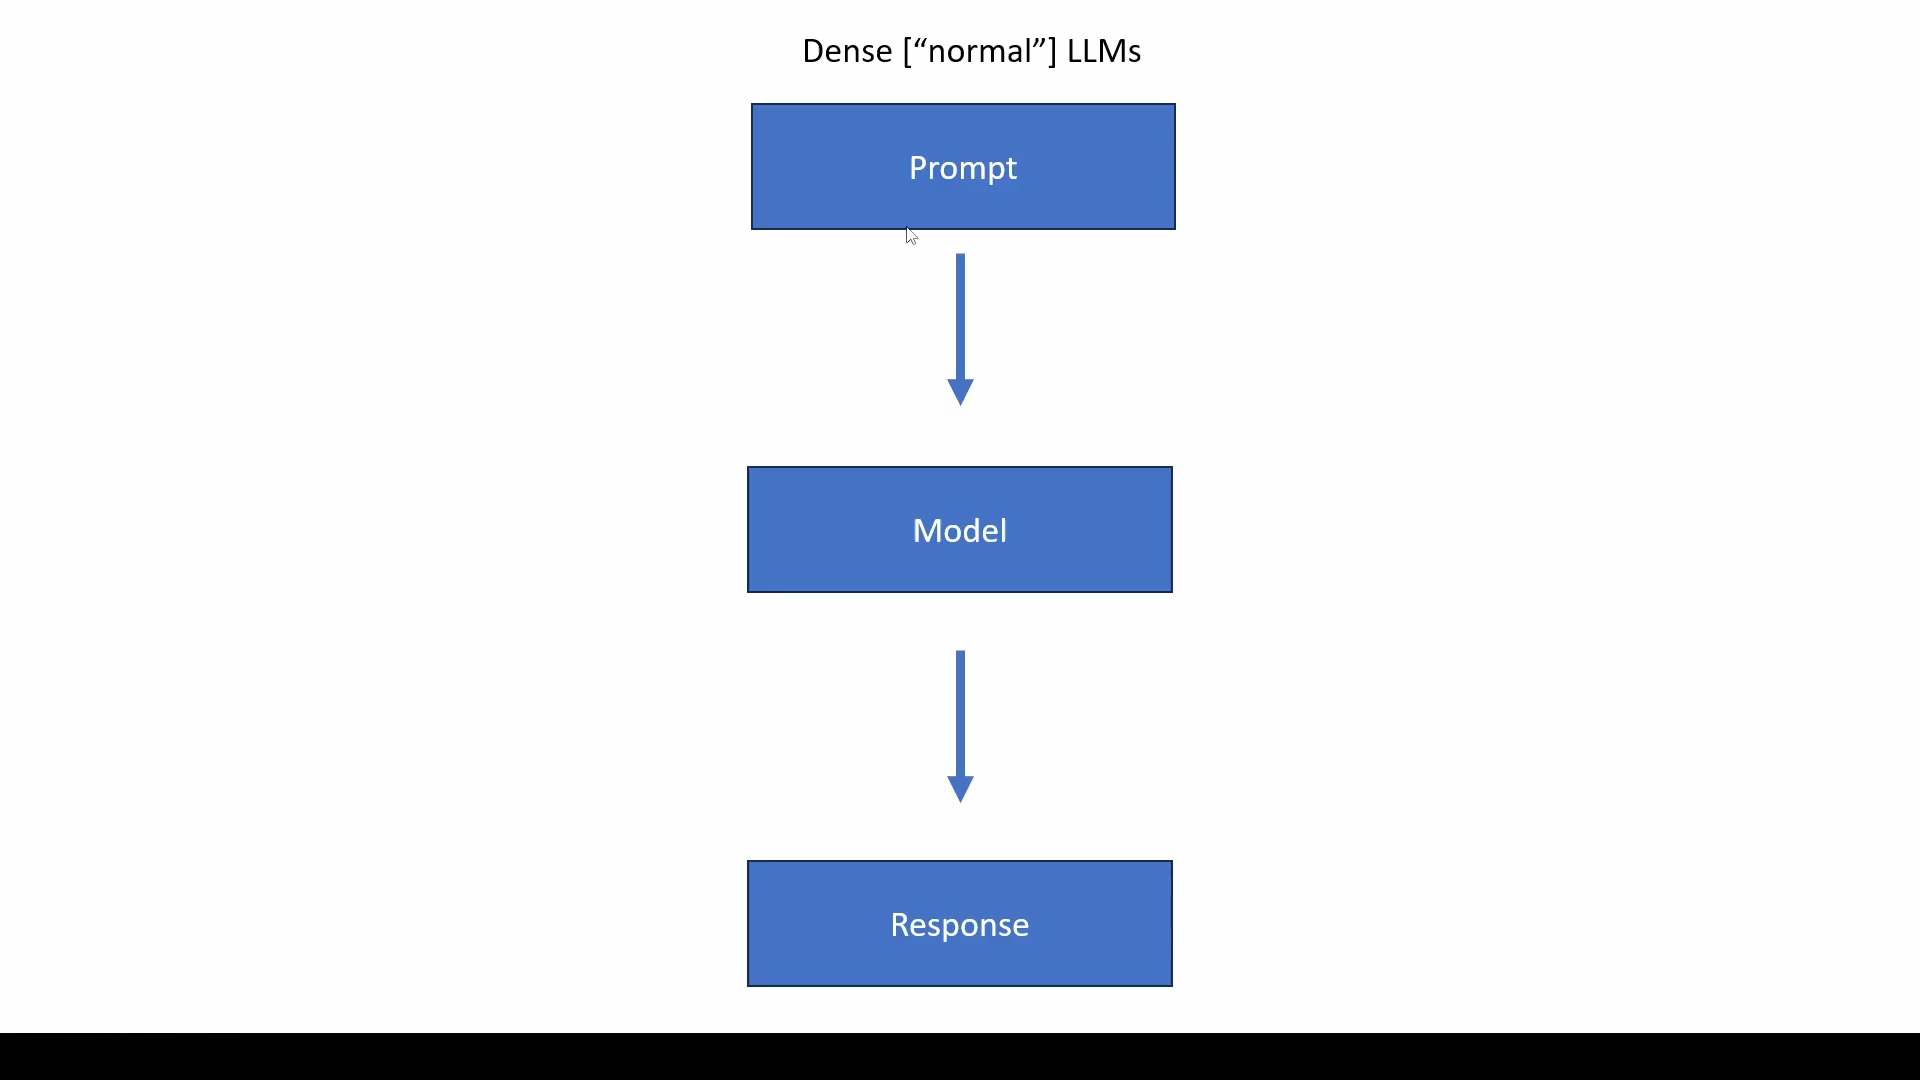 Dense [“normal”] LLMs
Prompt
Model
Response